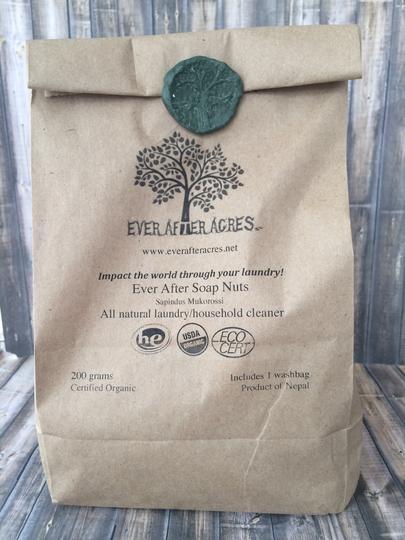 EVER AFTER ACRES
www.everafteracres.net
Impact the world through your laundry!
Ever After Soap Nuts
Sapindus Mukorossi
All natural laundry/household cleaner
he
USDA
ORGANIC
ECO
CERT
200 grams
Certified Organic
Includes 1 washbag
Product of Nepal